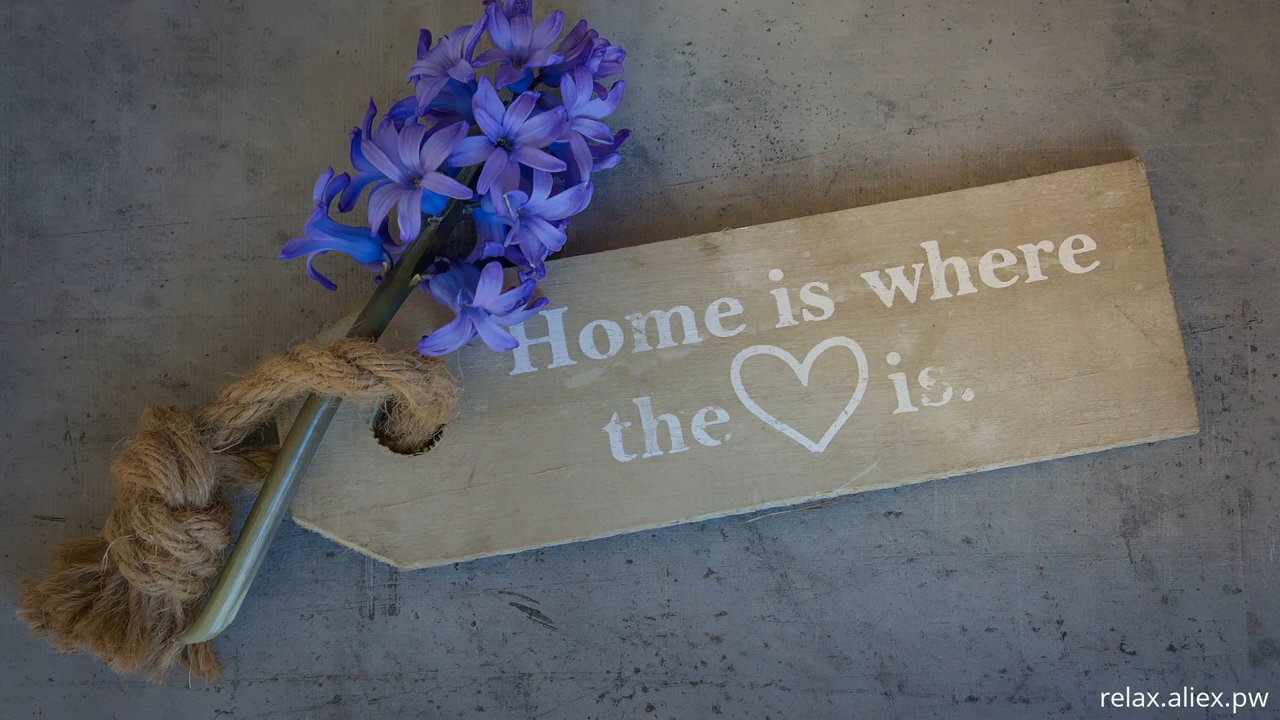 Home is where
the ♡ is.
relax.aliex.pw